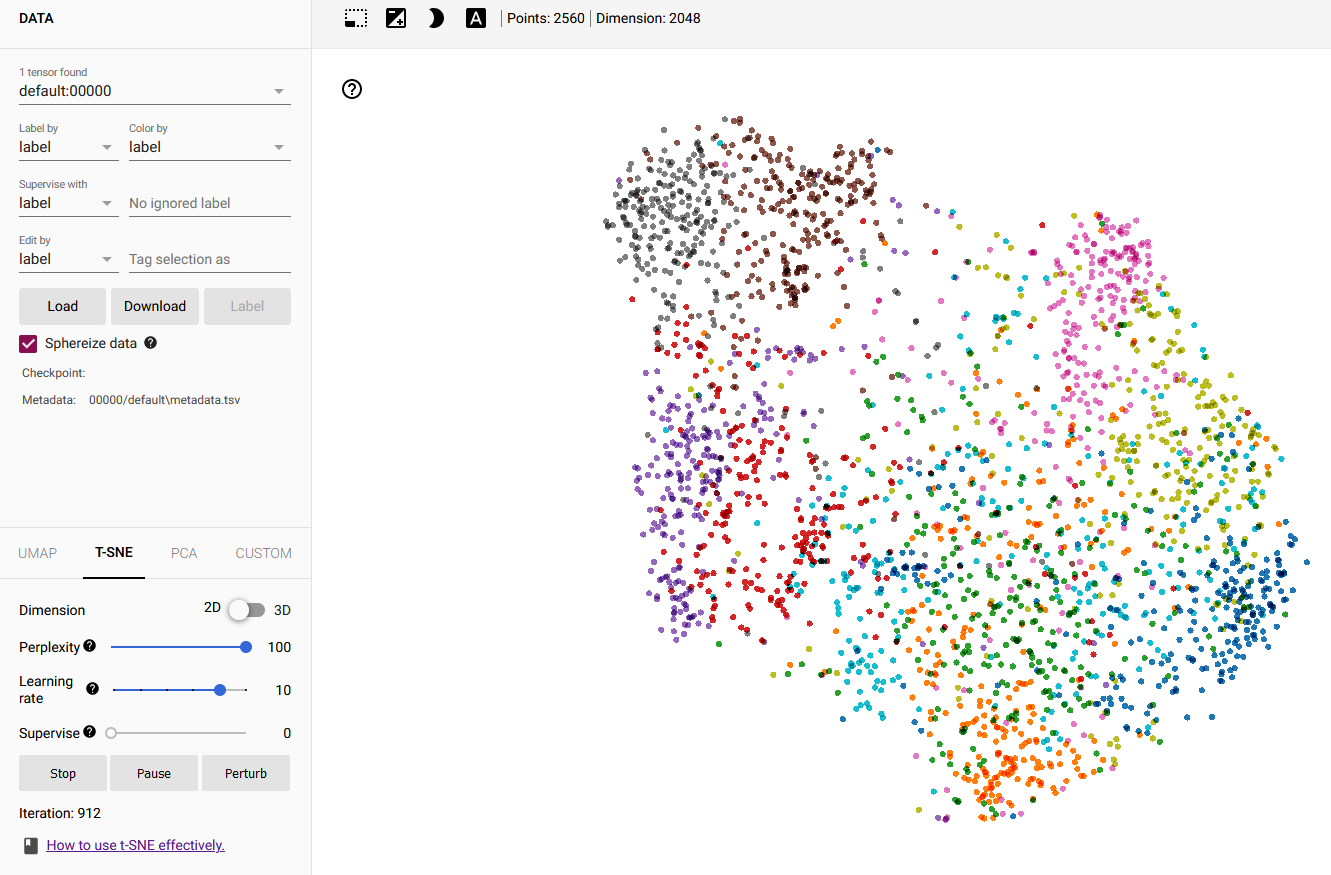 DATA
Points: 2560 | Dimension: 2048
1 tensor found
default:00000
Label by
Color by
label
label
Supervise with
label
No ignored label
Edit by
label
Tag selection as
Load
Download
Label
Sphereize data
Checkpoint:
Metadata: 00000/default\metadata.tsv
UMAP
T-SNE
PCA
CUSTOM
Dimension
2D
3D
Perplexity
100
Learning
rate
10
Supervise
0
Stop
Pause
Perturb
Iteration: 912
How to use t-SNE effectively.